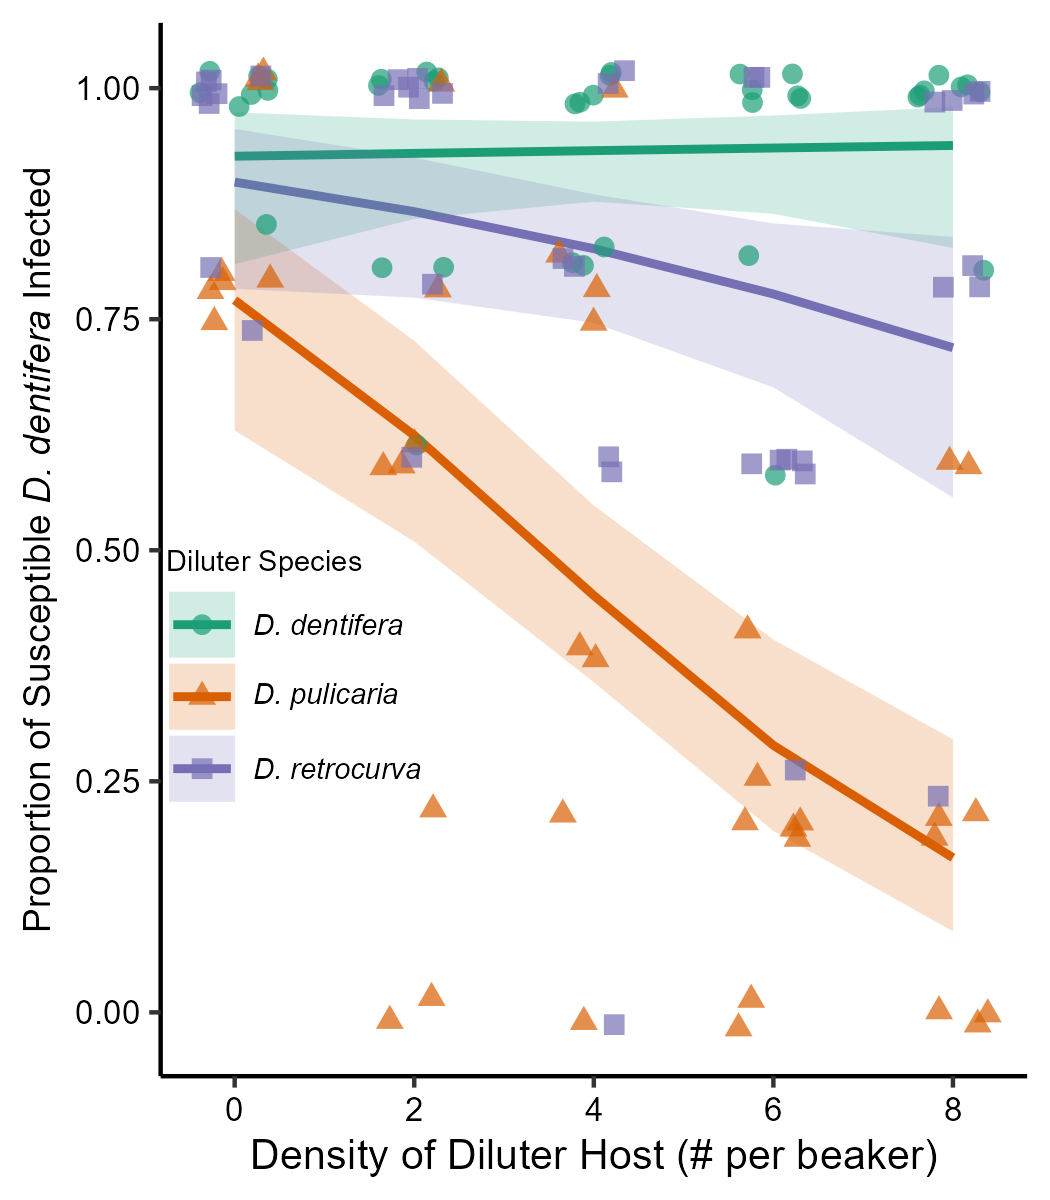 Proportion of Susceptible D. dentifera Infected
1.00
0.75
0.50
0.25
0.00
Diluter Species
D. dentifera
D. pulicaria
D. retrocurva
0 2 4 6 8
Density of Diluter Host (# per beaker)